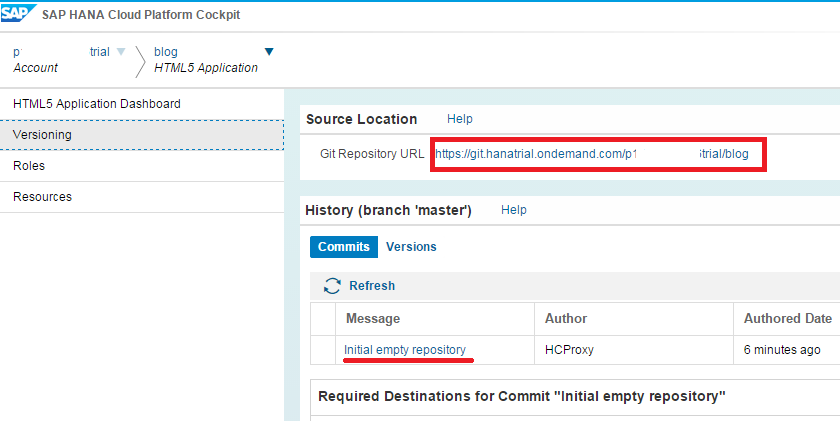 SAP SAP HANA Cloud Platform Cockpit
p trial blog
Account HTML5 Application
HTML5 Application Dashboard
Versioning
Roles
Resources
Source Location Help
Git Repository URL https://git.hanatrial.ondemand.com/p1 trial/blog
History (branch 'master') Help
Commits Versions
Refresh
Message Author Authored Date
Initial empty repository HCProxy 6 minutes ago
Required Destinations for Commit "Initial empty repository"